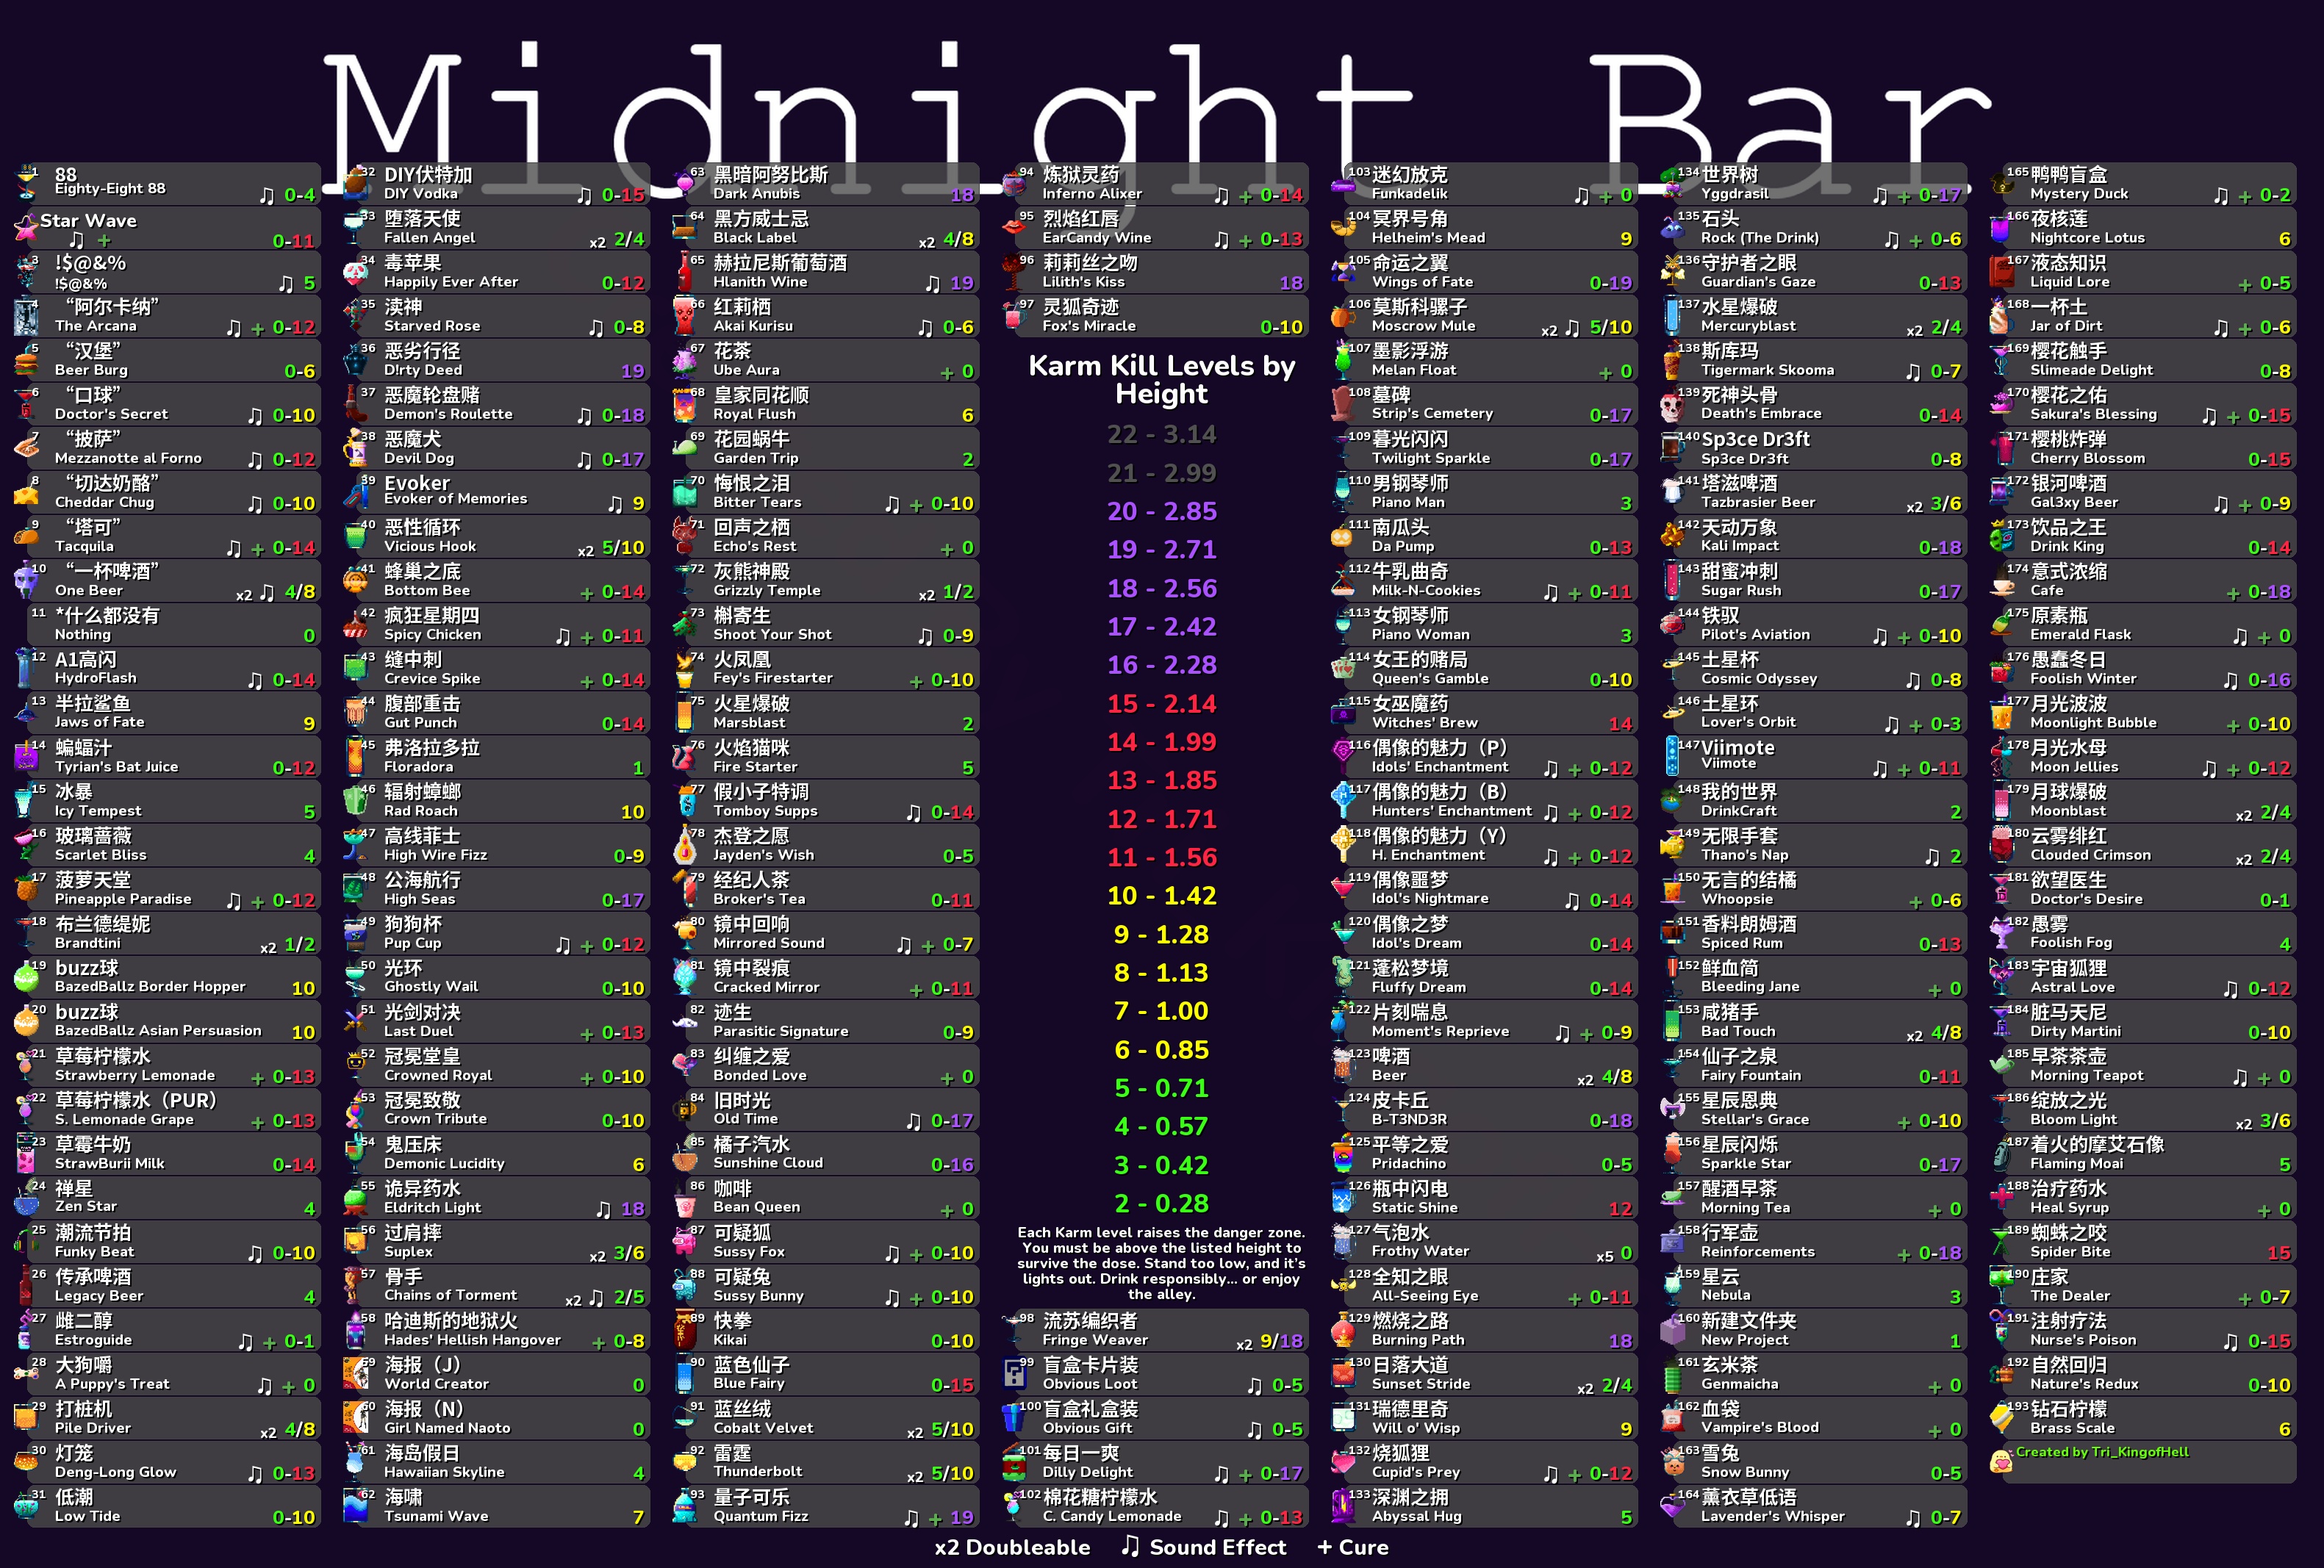 Midnight Bar
1 88
Eighty-Eight 88 ♫ 0-4
Star Wave
♫ + 0-11
3 !$@&%
!$@&% ♫ 5
4 “阿尔卡纳”
The Arcana ♫ + 0-12
5 “汉堡”
Beer Burg 0-6
6 “口球”
Doctor's Secret ♫ 0-10
7 “披萨”
Mezzanotte al Forno ♫ 0-12
8 “切达奶酪”
Cheddar Chug ♫ 0-10
9 “塔可”
Tacquila ♫ + 0-14
10 “一杯啤酒”
One Beer x2 ♫ 4/8
11 *什么都没有
Nothing 0
12 A1高闪
HydroFlash ♫ 0-14
13 半拉鲨鱼
Jaws of Fate 9
14 蝙蝠汁
Tyrian's Bat Juice 0-12
15 冰暴
Icy Tempest 5
16 玻璃蔷薇
Scarlet Bliss 4
17 菠萝天堂
Pineapple Paradise ♫ + 0-12
18 布兰德缇妮
Brandtini x2 1/2
19 buzz球
BazedBallz Border Hopper 10
20 buzz球
BazedBallz Asian Persuasion 10
21 草莓柠檬水
Strawberry Lemonade + 0-13
22 草莓柠檬水（PUR）
S. Lemonade Grape + 0-13
23 草霉牛奶
StrawBurii Milk 0-14
24 禅星
Zen Star 4
25 潮流节拍
Funky Beat ♫ 0-10
26 传承啤酒
Legacy Beer 4
27 雌二醇
Estroguide ♫ + 0-1
28 大狗嚼
A Puppy's Treat ♫ + 0
29 打桩机
Pile Driver x2 4/8
30 灯笼
Deng-Long Glow ♫ 0-13
31 低潮
Low Tide 0-10
32 DIY伏特加
DIY Vodka ♫ 0-15
33 堕落天使
Fallen Angel x2 2/4
34 毒苹果
Happily Ever After 0-12
35 渎神
Starved Rose ♫ 0-8
36 恶劣行径
D!rty Deed 19
37 恶魔轮盘赌
Demon's Roulette ♫ 0-18
38 恶魔犬
Devil Dog ♫ 0-17
39 Evoker
Evoker of Memories ♫ 9
40 恶性循环
Vicious Hook x2 5/10
41 蜂巢之底
Bottom Bee + 0-14
42 疯狂星期四
Spicy Chicken ♫ + 0-11
43 缝中刺
Crevice Spike + 0-14
44 腹部重击
Gut Punch 0-14
45 弗洛拉多拉
Floradora 1
46 辐射蟑螂
Rad Roach 10
47 高线菲士
High Wire Fizz 0-9
48 公海航行
High Seas 0-17
49 狗狗杯
Pup Cup ♫ + 0-12
50 光环
Ghostly Wail 0-10
51 光剑对决
Last Duel + 0-13
52 冠冕堂皇
Crowned Royal + 0-10
53 冠冕致敬
Crown Tribute 0-10
54 鬼压床
Demonic Lucidity 6
55 诡异药水
Eldritch Light ♫ 18
56 过肩摔
Suplex x2 3/6
57 骨手
Chains of Torment x2 ♫ 2/5
58 哈迪斯的地狱火
Hades' Hellish Hangover + 0-8
59 海报（J）
World Creator 0
60 海报（N）
Girl Named Naoto 0
61 海岛假日
Hawaiian Skyline 4
62 海啸
Tsunami Wave 7
63 黑暗阿努比斯
Dark Anubis 18
64 黑方威士忌
Black Label x2 4/8
65 赫拉尼斯葡萄酒
Hlanith Wine ♫ 19
66 红莉栖
Akai Kurisu ♫ 0-6
67 花茶
Ube Aura + 0
68 皇家同花顺
Royal Flush 6
69 花园蜗牛
Garden Trip 2
70 悔恨之泪
Bitter Tears ♫ + 0-10
71 回声之栖
Echo's Rest + 0
72 灰熊神殿
Grizzly Temple x2 1/2
73 槲寄生
Shoot Your Shot ♫ 0-9
74 火凤凰
Fey's Firestarter + 0-10
75 火星爆破
Marsblast 2
76 火焰猫咪
Fire Starter 5
77 假小子特调
Tomboy Supps ♫ 0-14
78 杰登之愿
Jayden's Wish 0-5
79 经纪人茶
Broker's Tea 0-11
80 镜中回响
Mirrored Sound ♫ + 0-7
81 镜中裂痕
Cracked Mirror + 0-11
82 迹生
Parasitic Signature 0-9
83 纠缠之爱
Bonded Love + 0
84 旧时光
Old Time ♫ 0-17
85 橘子汽水
Sunshine Cloud 0-16
86 咖啡
Bean Queen + 0
87 可疑狐
Sussy Fox ♫ + 0-10
88 可疑兔
Sussy Bunny ♫ + 0-10
89 快拳
Kikai 0-10
90 蓝色仙子
Blue Fairy 0-15
91 蓝丝绒
Cobalt Velvet x2 5/10
92 雷霆
Thunderbolt x2 5/10
93 量子可乐
Quantum Fizz ♫ + 19
94 炼狱灵药
Inferno Alixer ♫ + 0-14
95 烈焰红唇
EarCandy Wine ♫ + 0-13
96 莉莉丝之吻
Lilith's Kiss 18
97 灵狐奇迹
Fox's Miracle 0-10
Karm Kill Levels by
Height
22 - 3.14
21 - 2.99
20 - 2.85
19 - 2.71
18 - 2.56
17 - 2.42
16 - 2.28
15 - 2.14
14 - 1.99
13 - 1.85
12 - 1.71
11 - 1.56
10 - 1.42
9 - 1.28
8 - 1.13
7 - 1.00
6 - 0.85
5 - 0.71
4 - 0.57
3 - 0.42
2 - 0.28
Each Karm level raises the danger zone.
You must be above the listed height to
survive the dose. Stand too low, and it's
lights out. Drink responsibly... or enjoy
the alley.
98 流苏编织者
Fringe Weaver x2 9/18
99 盲盒卡片装
Obvious Loot ♫ 0-5
100 盲盒礼盒装
Obvious Gift ♫ 0-5
101 每日一爽
Dilly Delight ♫ + 0-17
102 棉花糖柠檬水
C. Candy Lemonade ♫ + 0-13
103 迷幻放克
Funkadelik ♫ + 0
104 冥界号角
Helheim's Mead 9
105 命运之翼
Wings of Fate 0-19
106 莫斯科骡子
Moscrow Mule x2 ♫ 5/10
107 墨影浮游
Melan Float + 0
108 墓碑
Strip's Cemetery 0-17
109 暮光闪闪
Twilight Sparkle 0-17
110 男钢琴师
Piano Man 3
111 南瓜头
Da Pump 0-13
112 牛乳曲奇
Milk-N-Cookies ♫ + 0-11
113 女钢琴师
Piano Woman 3
114 女王的赌局
Queen's Gamble 0-10
115 女巫魔药
Witches' Brew 14
116 偶像的魅力（P）
Idols' Enchantment ♫ + 0-12
117 偶像的魅力（B）
Hunters' Enchantment ♫ + 0-12
118 偶像的魅力（Y）
H. Enchantment ♫ + 0-12
119 偶像噩梦
Idol's Nightmare ♫ 0-14
120 偶像之梦
Idol's Dream 0-14
121 蓬松梦境
Fluffy Dream 0-14
122 片刻喘息
Moment's Reprieve ♫ + 0-9
123 啤酒
Beer x2 4/8
124 皮卡丘
B-T3ND3R 0-18
125 平等之爱
Pridachino 0-5
126 瓶中闪电
Static Shine 12
127 气泡水
Frothy Water x5 0
128 全知之眼
All-Seeing Eye + 0-11
129 燃烧之路
Burning Path 18
130 日落大道
Sunset Stride x2 2/4
131 瑞德里奇
Will o' Wisp 9
132 烧狐狸
Cupid's Prey ♫ + 0-12
133 深渊之拥
Abyssal Hug 5
134 世界树
Yggdrasil ♫ + 0-17
135 石头
Rock (The Drink) ♫ + 0-6
136 守护者之眼
Guardian's Gaze 0-13
137 水星爆破
Mercuryblast x2 2/4
138 斯库玛
Tigermark Skooma ♫ 0-7
139 死神头骨
Death's Embrace 0-14
140 Sp3ce Dr3ft
Sp3ce Dr3ft 0-8
141 塔滋啤酒
Tazbrasier Beer x2 3/6
142 天动万象
Kali Impact 0-18
143 甜蜜冲刺
Sugar Rush 0-17
144 铁驭
Pilot's Aviation ♫ + 0-10
145 土星杯
Cosmic Odyssey ♫ 0-8
146 土星环
Lover's Orbit ♫ + 0-3
147 Viimote
Viimote ♫ + 0-11
148 我的世界
DrinkCraft 2
149 无限手套
Thano's Nap ♫ 2
150 无言的结橘
Whoopsie + 0-6
151 香料朗姆酒
Spiced Rum 0-13
152 鲜血简
Bleeding Jane + 0
153 咸猪手
Bad Touch x2 4/8
154 仙子之泉
Fairy Fountain 0-11
155 星辰恩典
Stellar's Grace + 0-10
156 星辰闪烁
Sparkle Star 0-17
157 醒酒早茶
Morning Tea + 0
158 行军壶
Reinforcements + 0-18
159 星云
Nebula 3
160 新建文件夹
New Project 1
161 玄米茶
Genmaicha + 0
162 血袋
Vampire's Blood + 0
163 雪兔
Snow Bunny 0-5
164 薰衣草低语
Lavender's Whisper ♫ 0-7
165 鸭鸭盲盒
Mystery Duck ♫ + 0-2
166 夜核莲
Nightcore Lotus 6
167 液态知识
Liquid Lore + 0-5
168 一杯土
Jar of Dirt ♫ + 0-6
169 樱花触手
Slimeade Delight 0-8
170 樱花之佑
Sakura's Blessing ♫ + 0-15
171 樱桃炸弹
Cherry Blossom 0-15
172 银河啤酒
Gal3xy Beer ♫ + 0-9
173 饮品之王
Drink King 0-14
174 意式浓缩
Cafe + 0-18
175 原素瓶
Emerald Flask ♫ + 0
176 愚蠢冬日
Foolish Winter ♫ 0-16
177 月光波波
Moonlight Bubble + 0-10
178 月光水母
Moon Jellies ♫ + 0-12
179 月球爆破
Moonblast x2 2/4
180 云雾绯红
Clouded Crimson x2 2/4
181 欲望医生
Doctor's Desire 0-1
182 愚雾
Foolish Fog 4
183 宇宙狐狸
Astral Love ♫ 0-12
184 脏马天尼
Dirty Martini 0-10
185 早茶茶壶
Morning Teapot ♫ + 0
186 绽放之光
Bloom Light x2 3/6
187 着火的摩艾石像
Flaming Moai 5
188 治疗药水
Heal Syrup + 0
189 蜘蛛之咬
Spider Bite 15
190 庄家
The Dealer + 0-7
191 注射疗法
Nurse's Poison ♫ 0-15
192 自然回归
Nature's Redux 0-10
193 钻石柠檬
Brass Scale 6
Created by Tri_KingofHell
x2 Doubleable ♫ Sound Effect + Cure